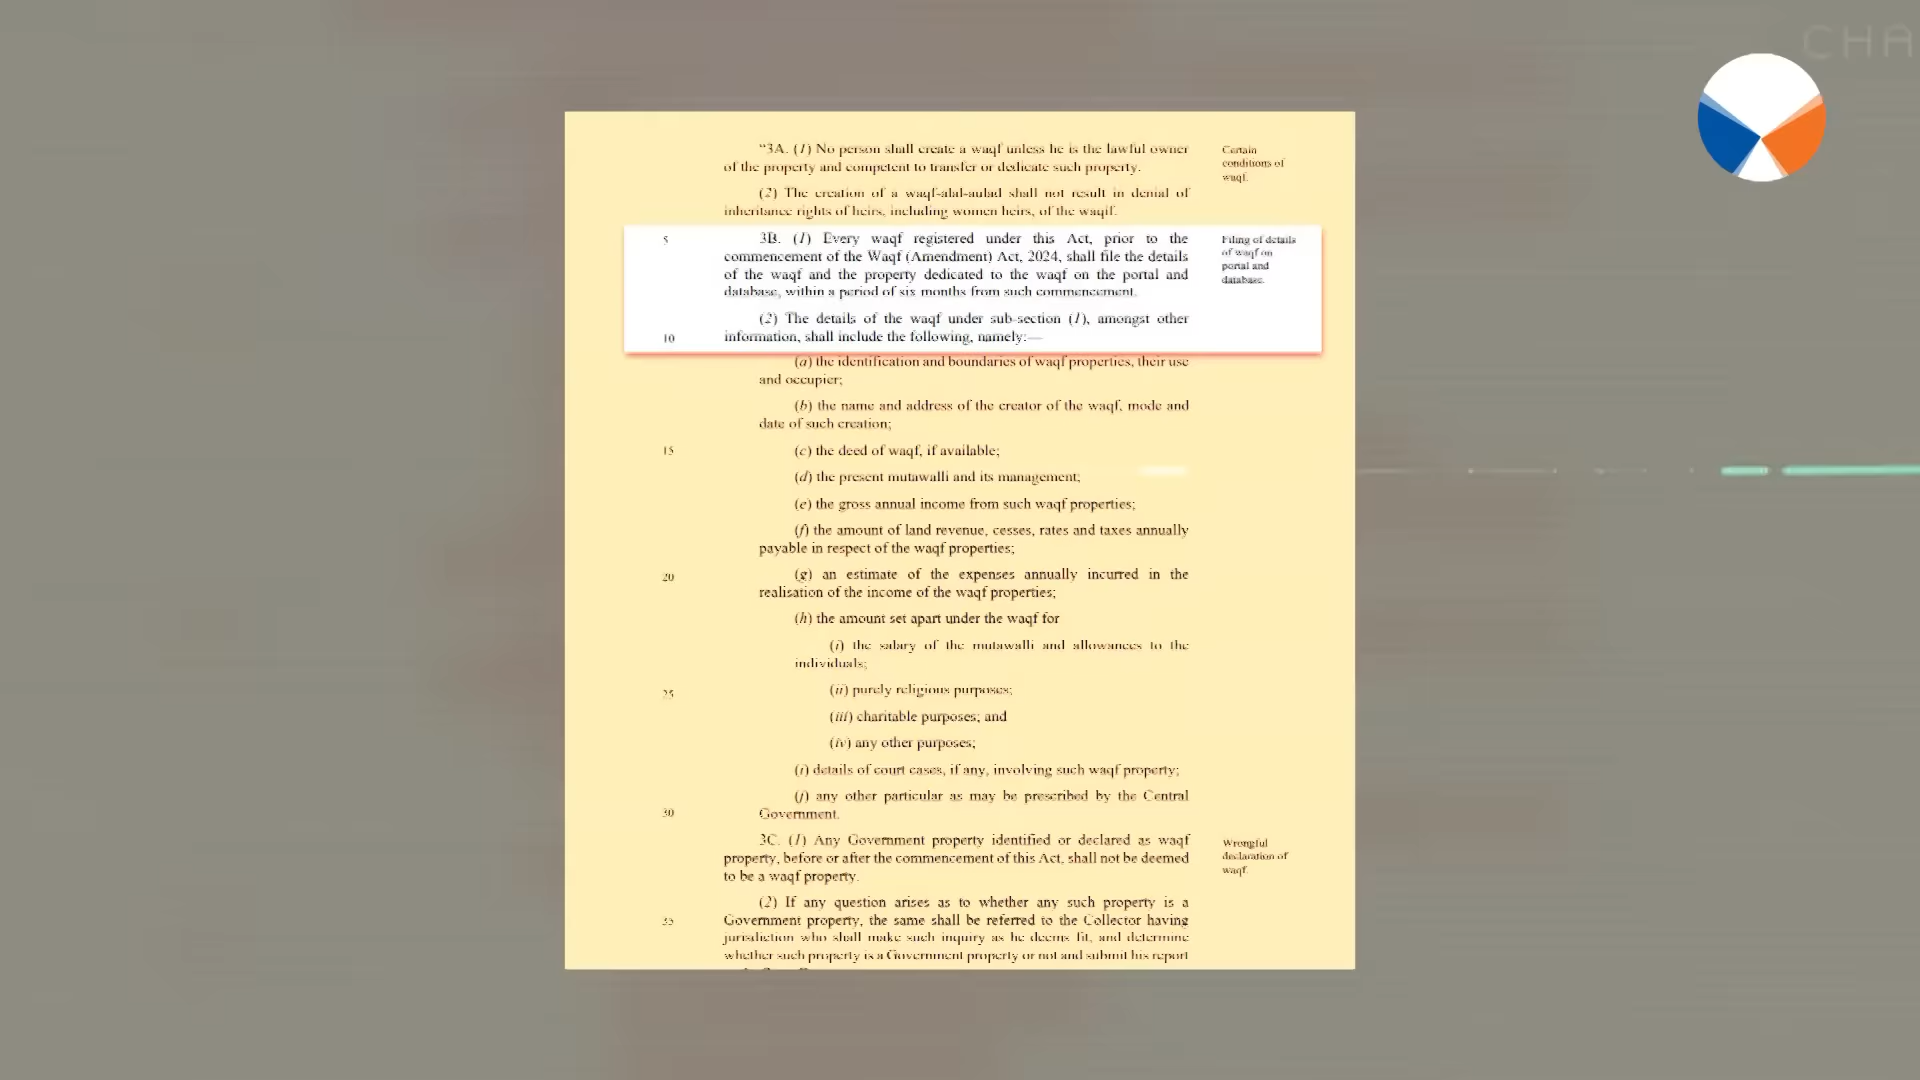 CHA
“3A. (1) No person shall create a waqf unless he is the lawful owner
of the property and competent to transfer or dedicate such property.
Certain
conditions of
waqf.
(2) The creation of a waqf-alal-aulad shall not result in denial of
inheritance rights of heirs, including women heirs, of the waqif.
5
3B. (1) Every waqf registered under this Act, prior to the
commencement of the Waqf (Amendment) Act, 2024, shall file the details
of the waqf and the property dedicated to the waqf on the portal and
database, within a period of six months from such commencement.
Filing of details
of waqf on
portal and
database.
(2) The details of the waqf under sub-section (1), amongst other
10
information, shall include the following, namely:—
(a) the identification and boundaries of waqf properties, their use
and occupier;
(b) the name and address of the creator of the waqf, mode and
date of such creation;
15
(c) the deed of waqf, if available;
(d) the present mutawalli and its management;
(e) the gross annual income from such waqf properties;
(f) the amount of land revenue, cesses, rates and taxes annually
payable in respect of the waqf properties;
20
(g) an estimate of the expenses annually incurred in the
realisation of the income of the waqf properties;
(h) the amount set apart under the waqf for
(i) the salary of the mutawalli and allowances to the
individuals;
25
(ii) purely religious purposes;
(iii) charitable purposes; and
(iv) any other purposes;
(i) details of court cases, if any, involving such waqf property;
(j) any other particular as may be prescribed by the Central
30
Government.
3C. (1) Any Government property identified or declared as waqf
property, before or after the commencement of this Act, shall not be deemed
to be a waqf property.
Wrongful
declaration of
waqf.
(2) If any question arises as to whether any such property is a
35
Government property, the same shall be referred to the Collector having
jurisdiction who shall make such inquiry as he deems fit, and determine
whether such property is a Government property or not and submit his report